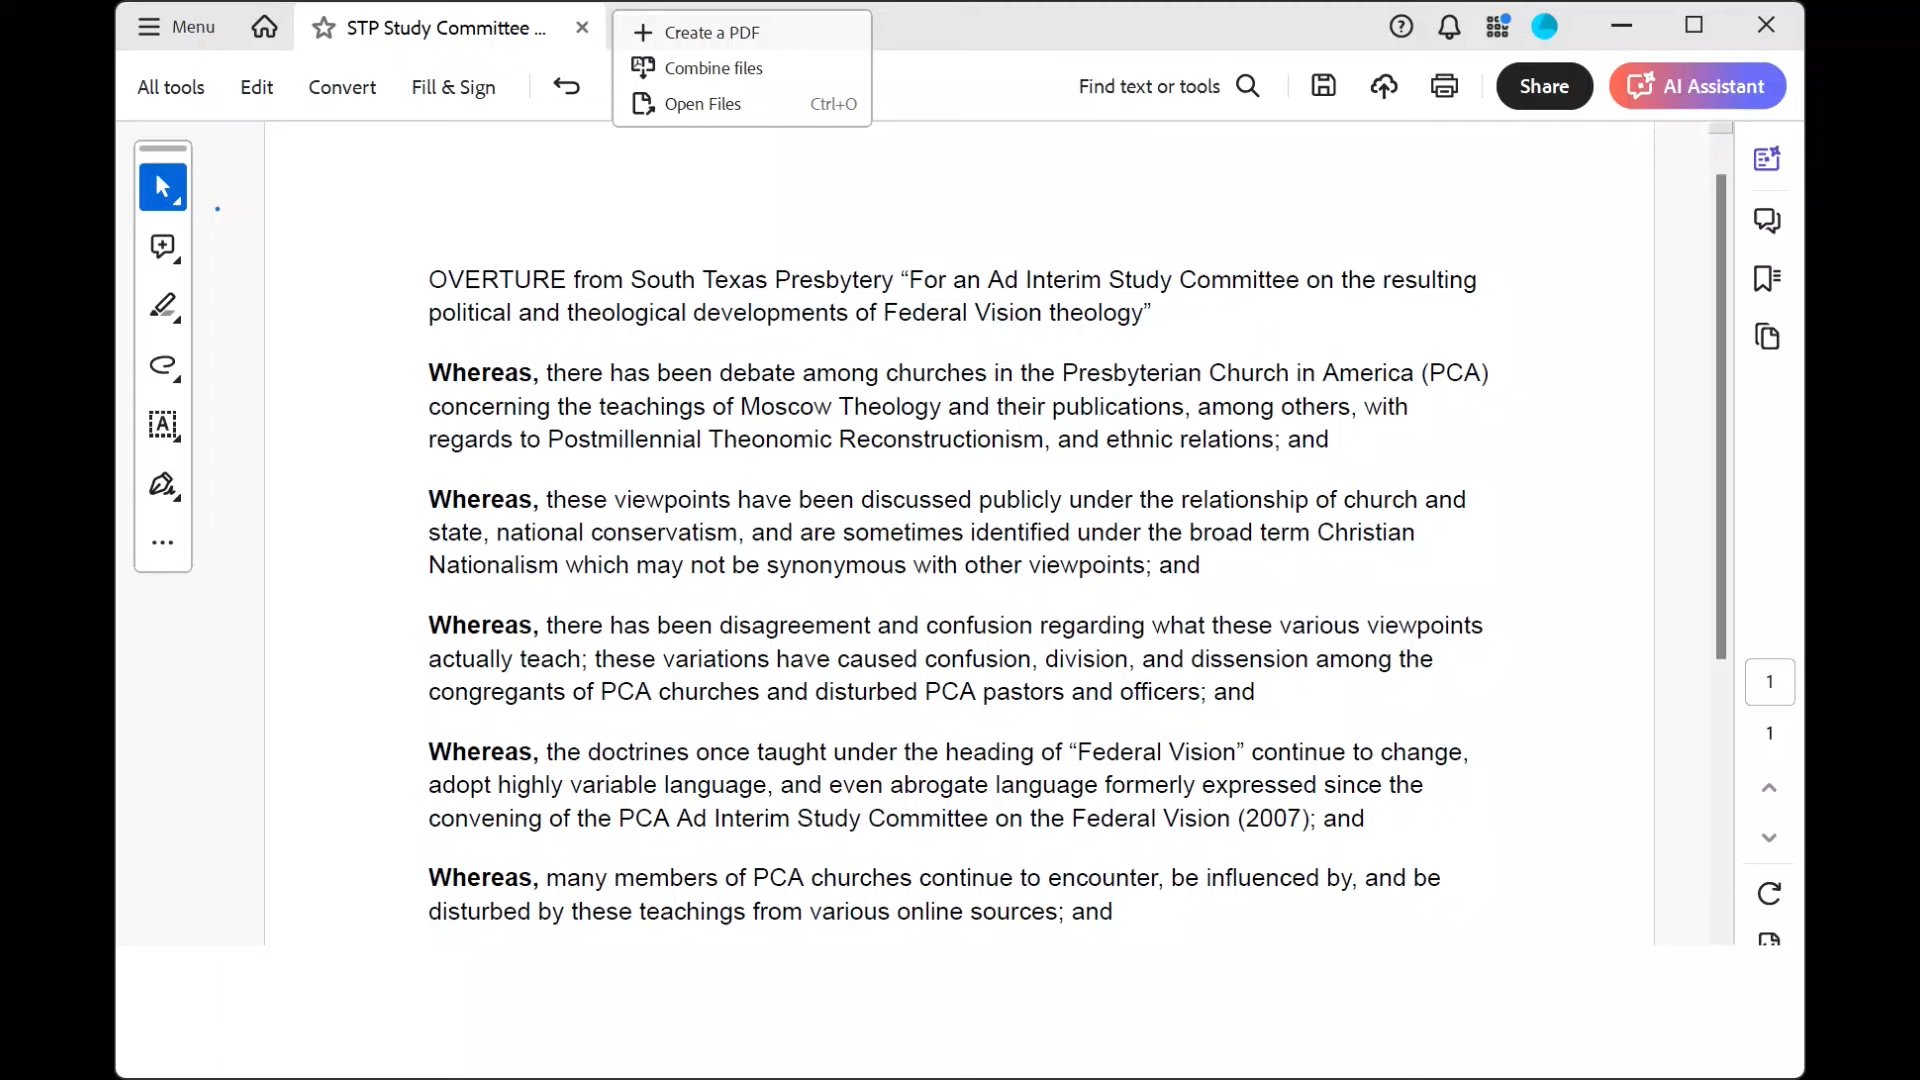 Menu
STP Study Committee ...
Create a PDF
Combine files
Open Files Ctrl+O
All tools
Edit
Convert
Fill & Sign
Find text or tools
Share
AI Assistant
OVERTURE from South Texas Presbytery “For an Ad Interim Study Committee on the resulting
political and theological developments of Federal Vision theology”
Whereas, there has been debate among churches in the Presbyterian Church in America (PCA)
concerning the teachings of Moscow Theology and their publications, among others, with
regards to Postmillennial Theonomic Reconstructionism, and ethnic relations; and
Whereas, these viewpoints have been discussed publicly under the relationship of church and
state, national conservatism, and are sometimes identified under the broad term Christian
Nationalism which may not be synonymous with other viewpoints; and
Whereas, there has been disagreement and confusion regarding what these various viewpoints
actually teach; these variations have caused confusion, division, and dissension among the
congregants of PCA churches and disturbed PCA pastors and officers; and
Whereas, the doctrines once taught under the heading of “Federal Vision” continue to change,
adopt highly variable language, and even abrogate language formerly expressed since the
convening of the PCA Ad Interim Study Committee on the Federal Vision (2007); and
Whereas, many members of PCA churches continue to encounter, be influenced by, and be
disturbed by these teachings from various online sources; and
1
1